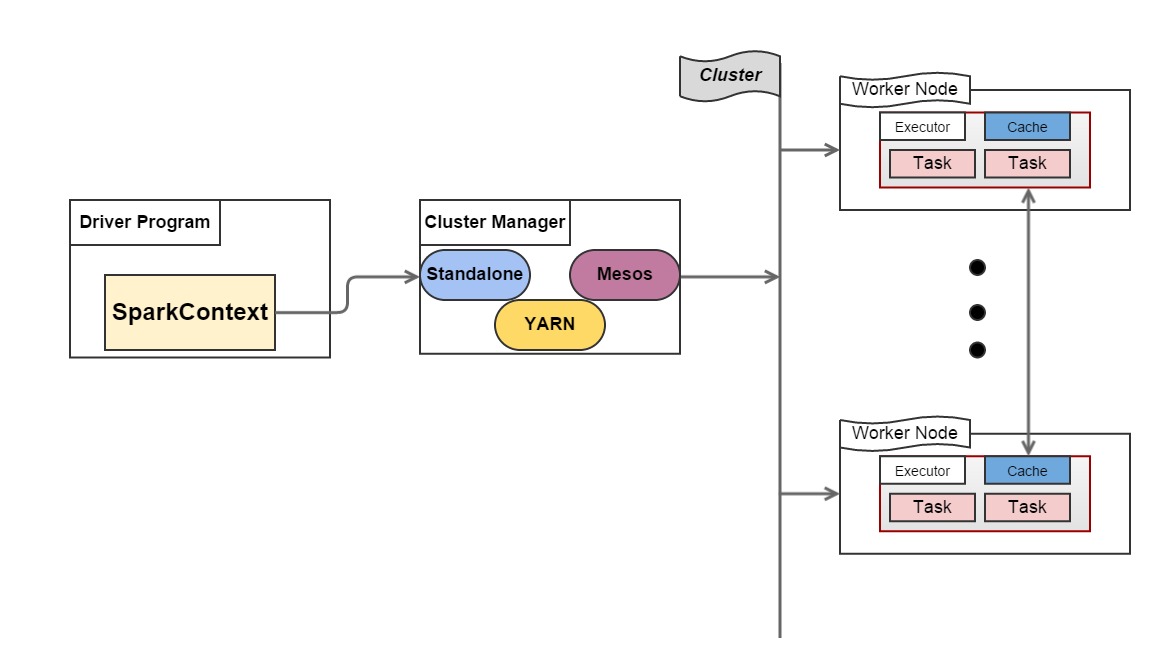 Cluster
Worker Node
Executor
Cache
Task
Task
Driver Program
SparkContext
Cluster Manager
Standalone
Mesos
YARN
Worker Node
Executor
Cache
Task
Task